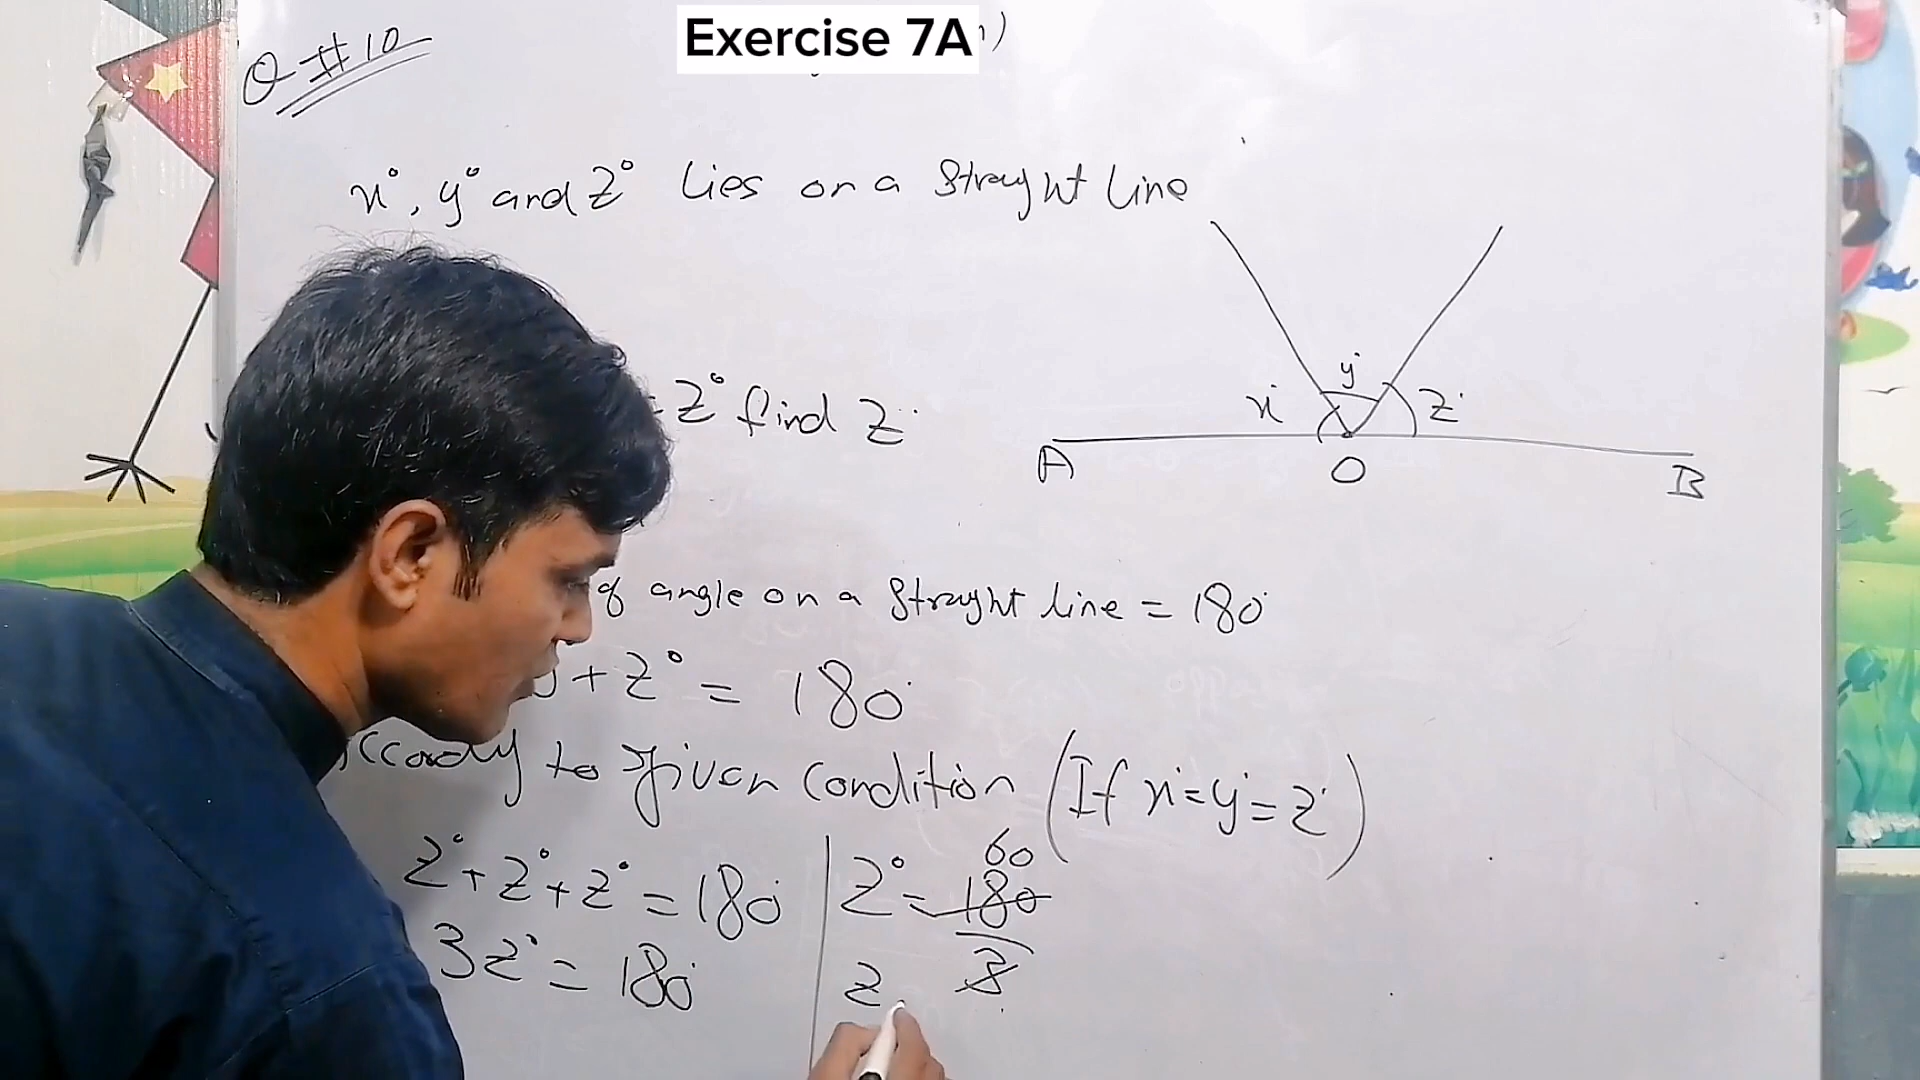 Exercise 7A
Q # 10
x°, y° and z° lies on a straight line
z° find z°
y°
x° z°
A O B
of angle on a straight line = 180°
+ z° = 180°
to given condition (If x° = y° = z°)
z° + z° + z° = 180°
3z° = 180°
60
z° = 180
3
z